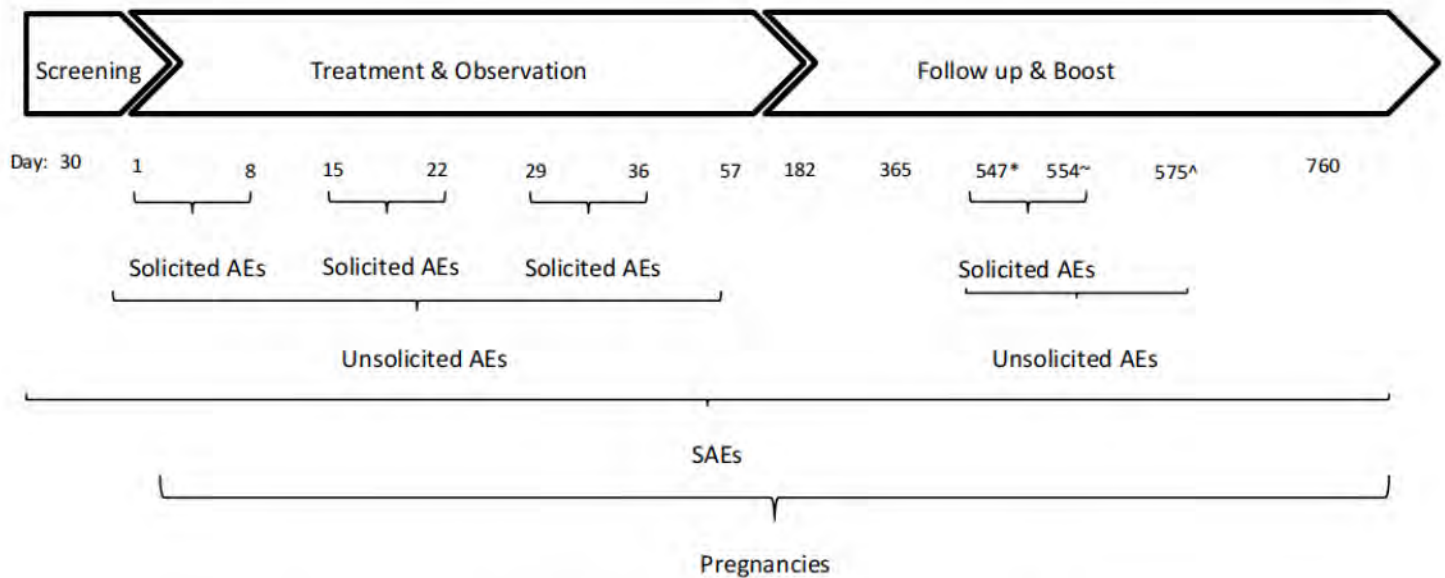 Screening Treatment & Observation Follow up & Boost
Day: 30 1 8 15 22 29 36 57 182 365 547* 554~ 575^ 760
Solicited AEs Solicited AEs Solicited AEs Solicited AEs
Unsolicited AEs Unsolicited AEs
SAEs
Pregnancies